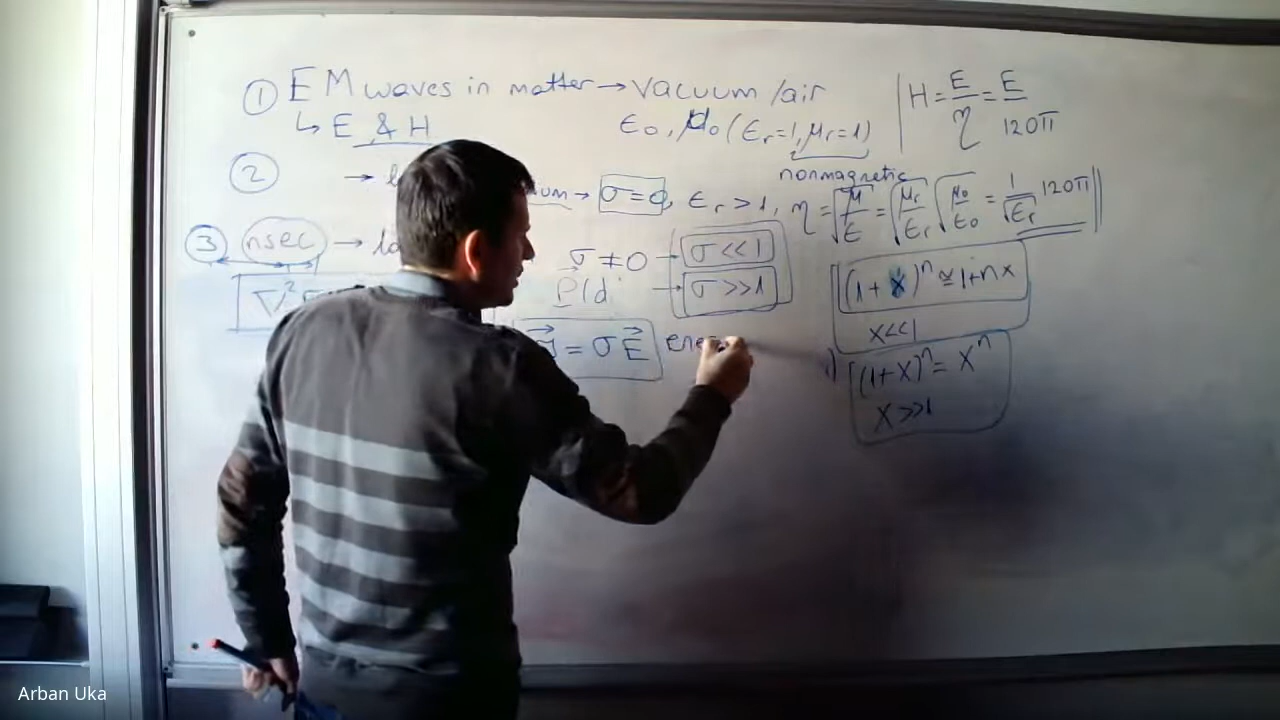 ① EM waves in matter → vacuum /air
↳ E & H
ε₀, μ₀ (εr=1, μr=1)
nonmagnetic
H = E/η = E/120π
② →
→ σ=0, εr > 1, η = √(μ/ε) = √(μr/εr) √(μ₀/ε₀) = 1/√εr 120π
③ nsec →
σ ≠ 0 → σ << 1
→ σ >> 1
∇²
= σE
(1+x)ⁿ ≅ 1+nx
x<<1
(1+x)ⁿ = xⁿ
x>>1
Arban Uka